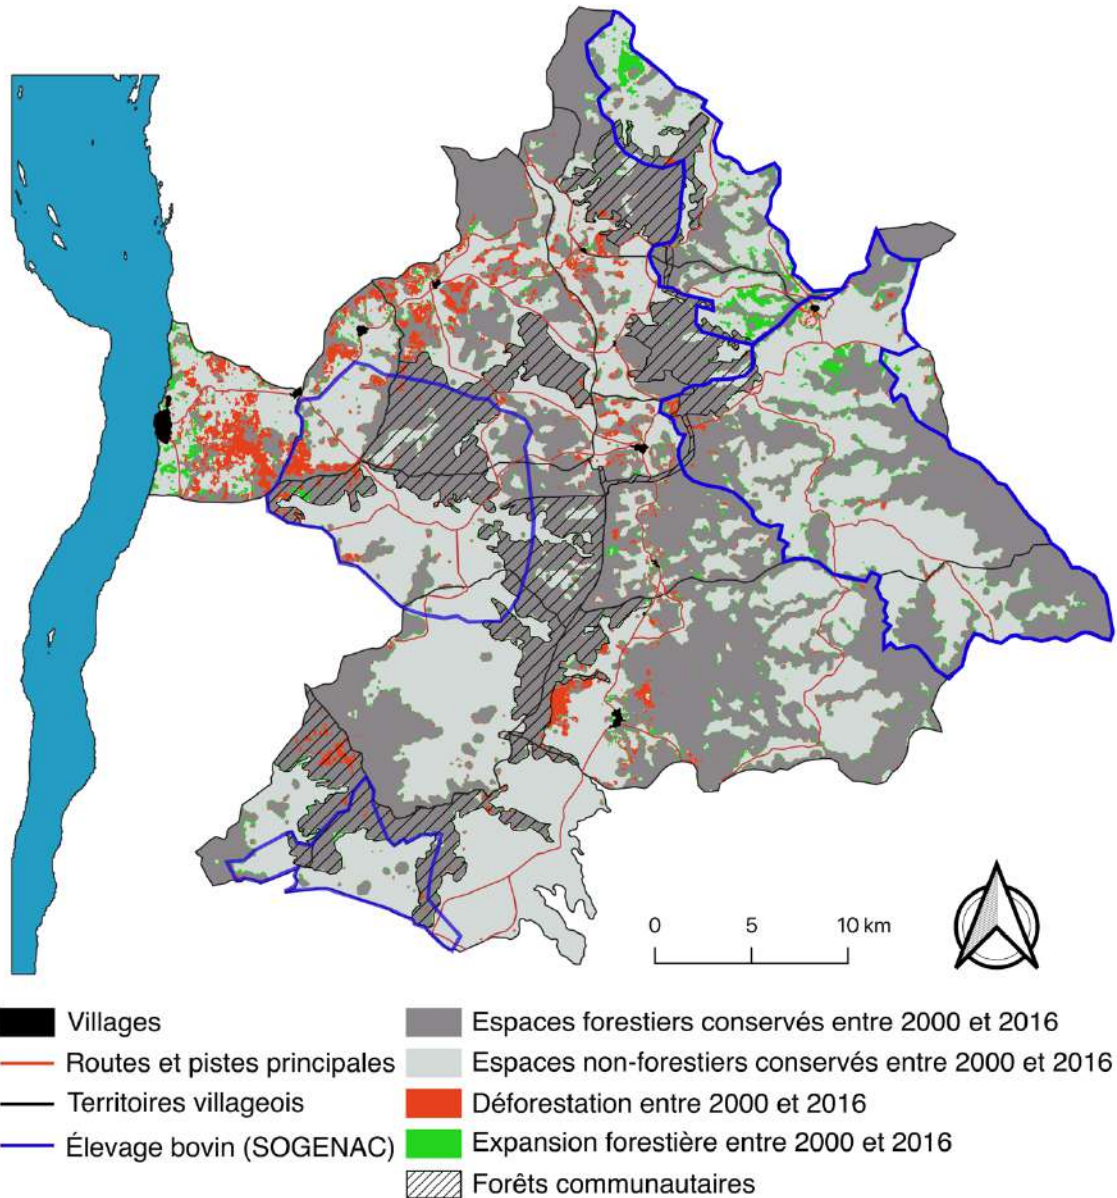 0 5 10 km
Villages
Routes et pistes principales
Territoires villageois
Élevage bovin (SOGENAC)
Espaces forestiers conservés entre 2000 et 2016
Espaces non-forestiers conservés entre 2000 et 2016
Déforestation entre 2000 et 2016
Expansion forestière entre 2000 et 2016
Forêts communautaires